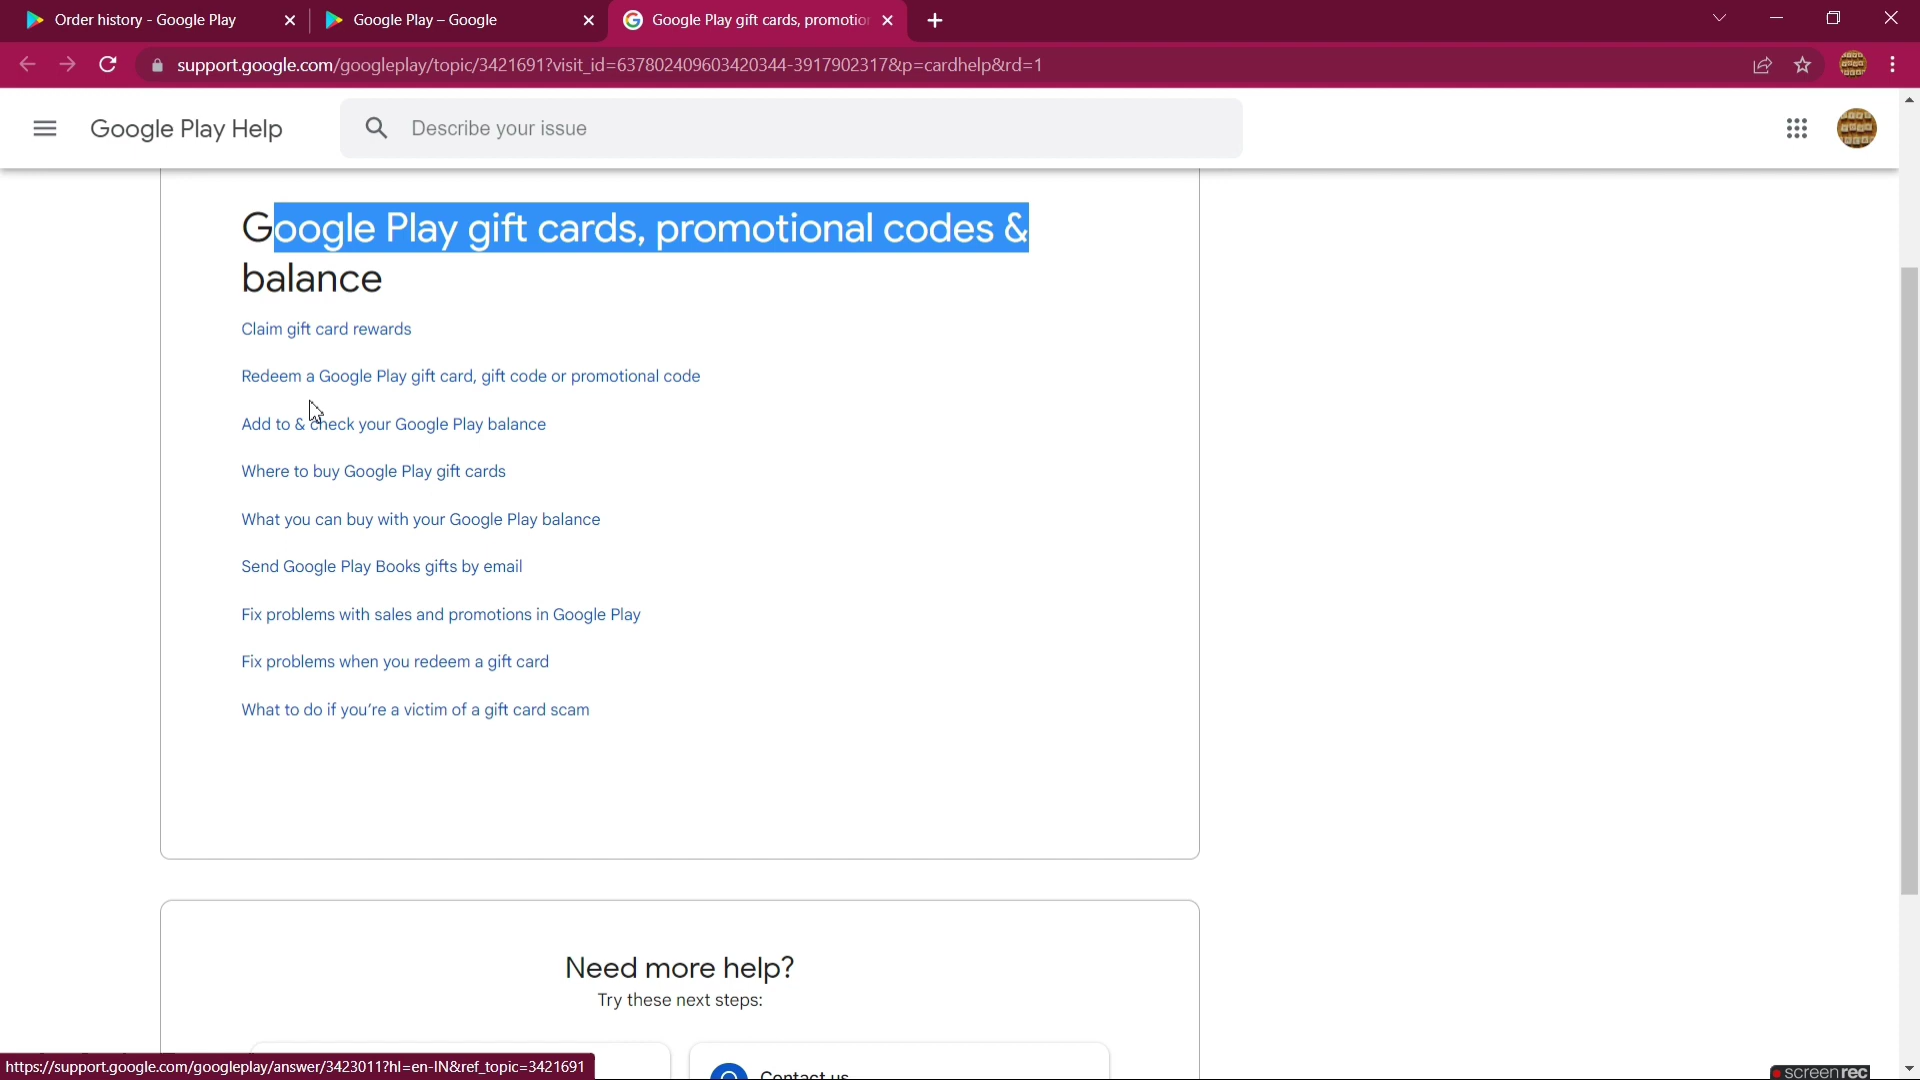 Order history - Google Play
Google Play – Google
Google Play gift cards, promotion
support.google.com/googleplay/topic/3421691?visit_id=637802409603420344-3917902317&p=cardhelp&rd=1
Google Play Help
Describe your issue
Google Play gift cards, promotional codes &
balance
Claim gift card rewards
Redeem a Google Play gift card, gift code or promotional code
Add to & check your Google Play balance
Where to buy Google Play gift cards
What you can buy with your Google Play balance
Send Google Play Books gifts by email
Fix problems with sales and promotions in Google Play
Fix problems when you redeem a gift card
What to do if you're a victim of a gift card scam
Need more help?
Try these next steps:
Contact us
https://support.google.com/googleplay/answer/3423011?hl=en-IN&ref_topic=3421691
screenrec